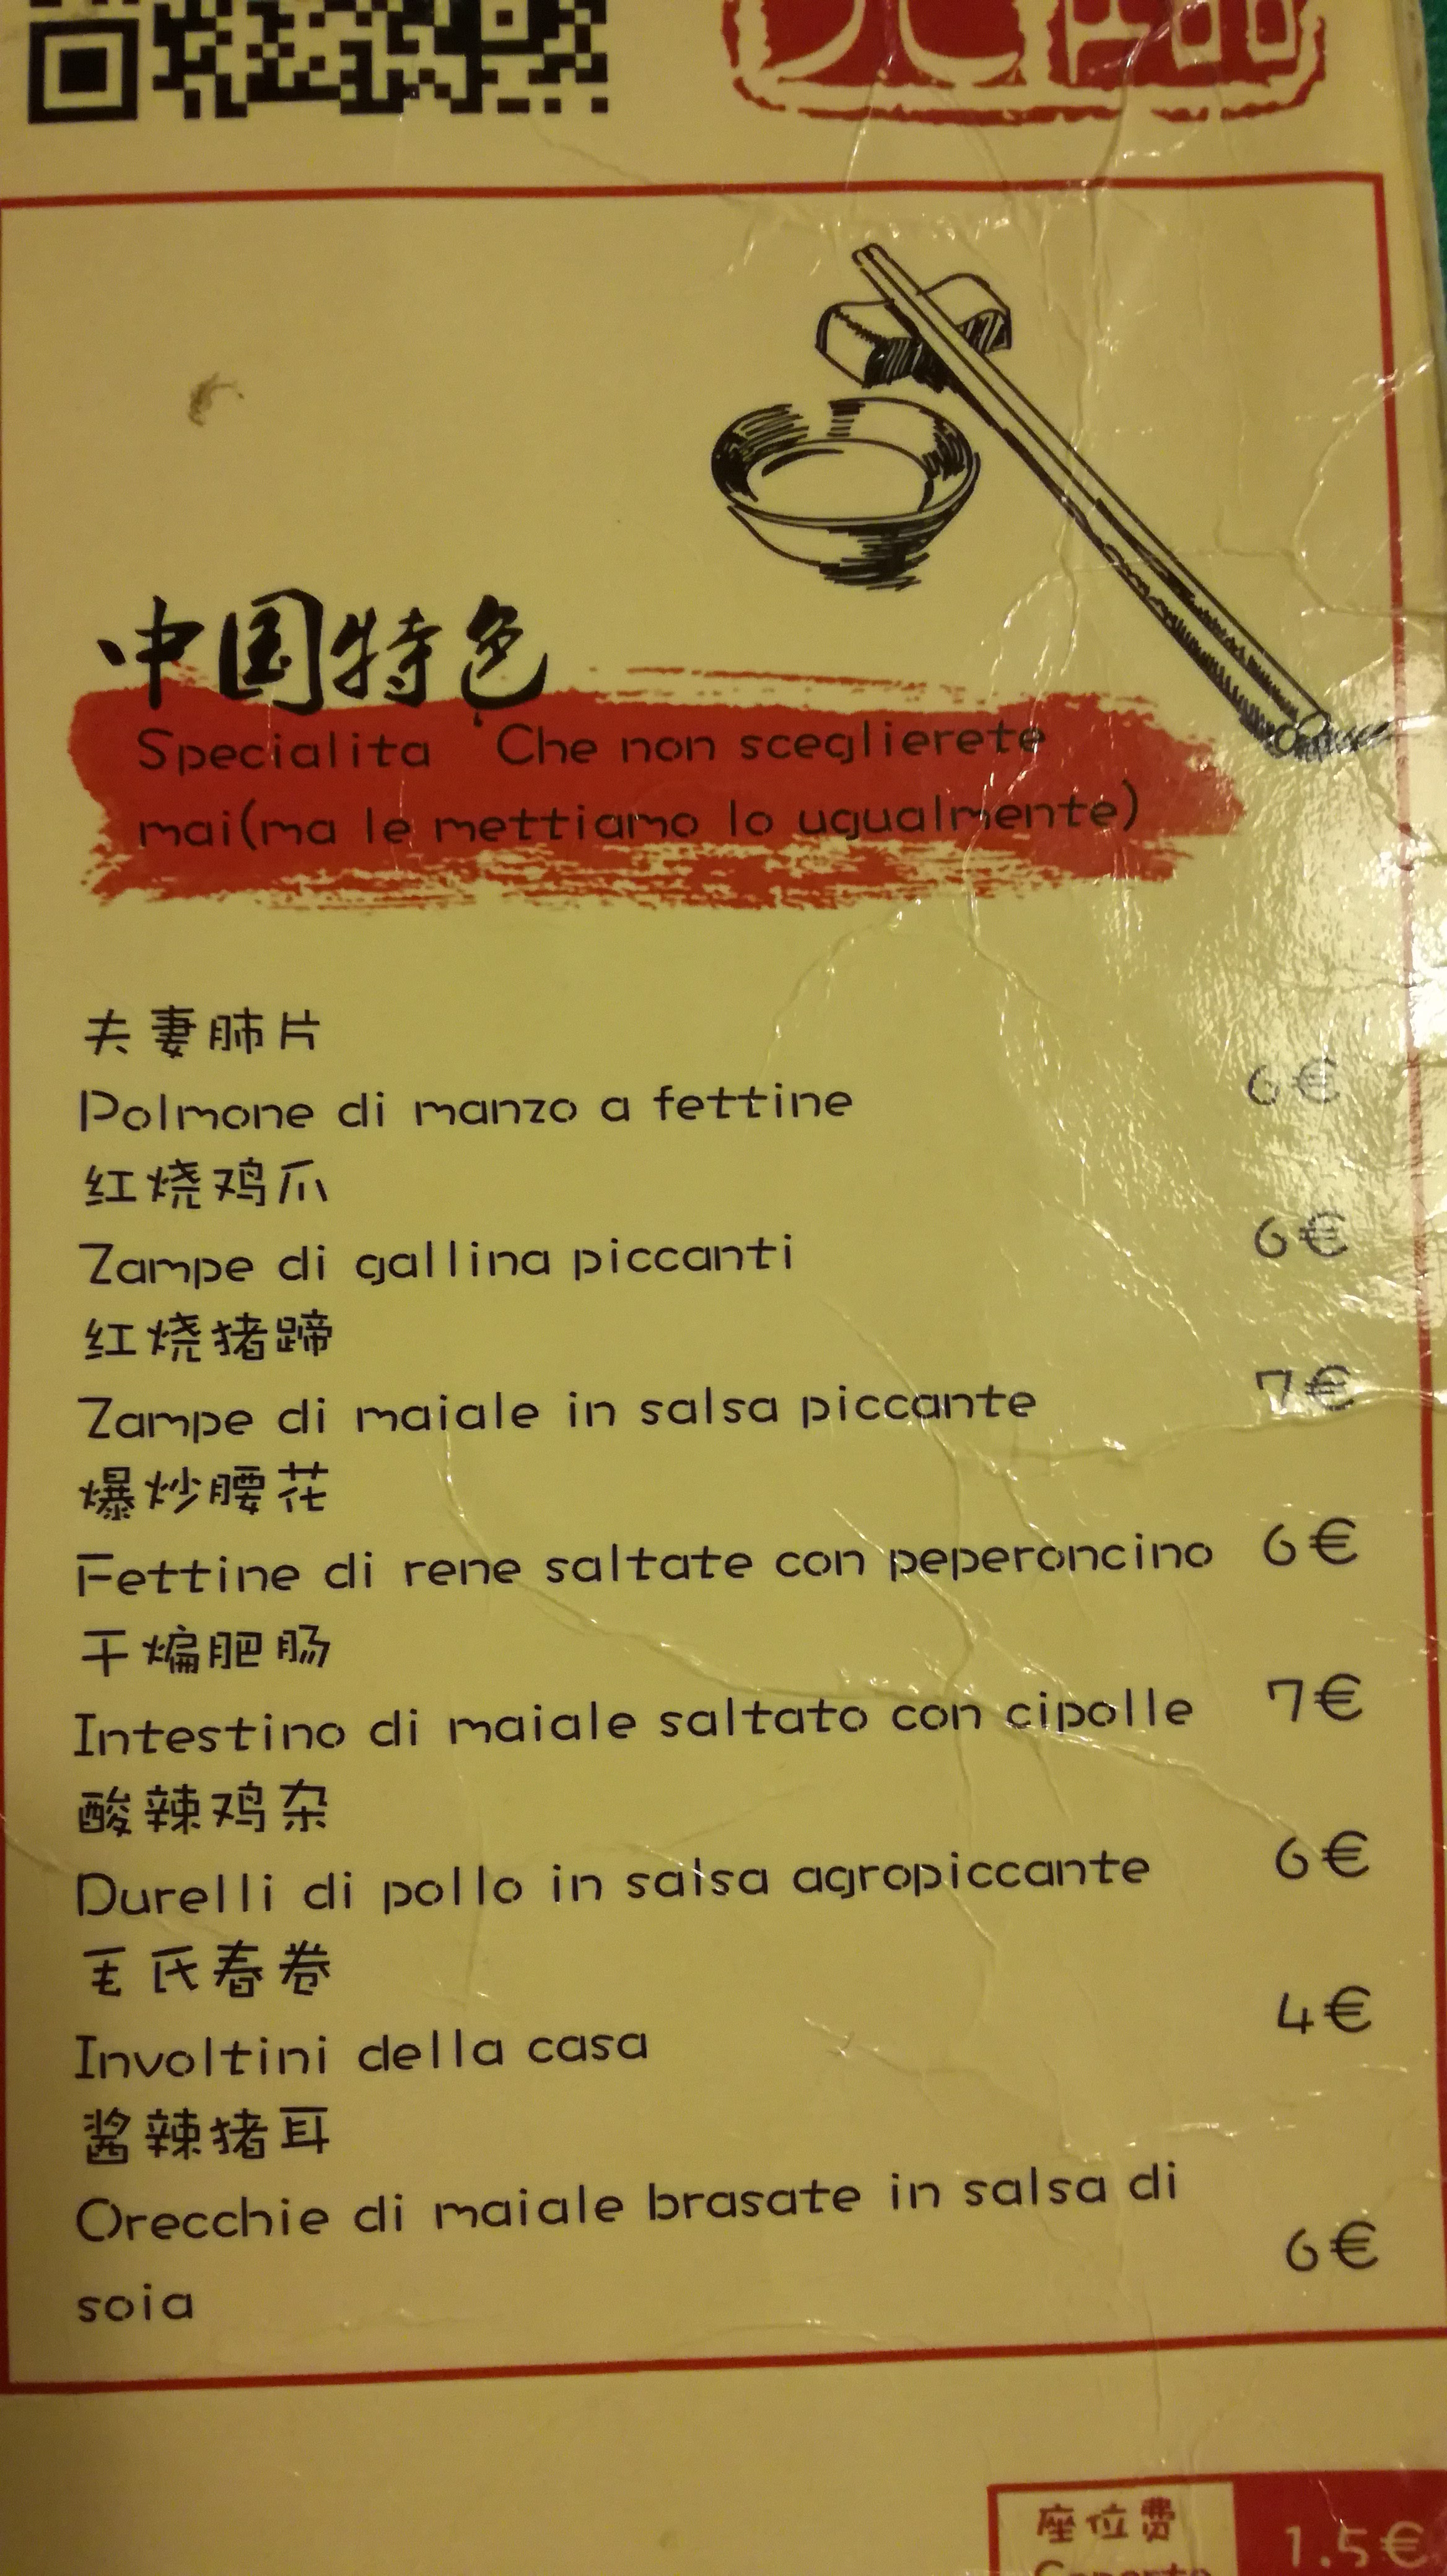 中国特色
Specialita Che non sceglierete
mai(ma le mettiamo lo ugualmente)
夫妻肺片
Polmone di manzo a fettine 6€
红烧鸡爪
Zampe di gallina piccanti 6€
红烧猪蹄
Zampe di maiale in salsa piccante 7€
爆炒腰花
Fettine di rene saltate con peperoncino 6€
干煸肥肠
Intestino di maiale saltato con cipolle 7€
酸辣鸡杂
Durelli di pollo in salsa agropiccante 6€
毛氏春卷
Involtini della casa 4€
酱辣猪耳
Orecchie di maiale brasate in salsa di
soia 6€
座位费
Coperto 1.5€